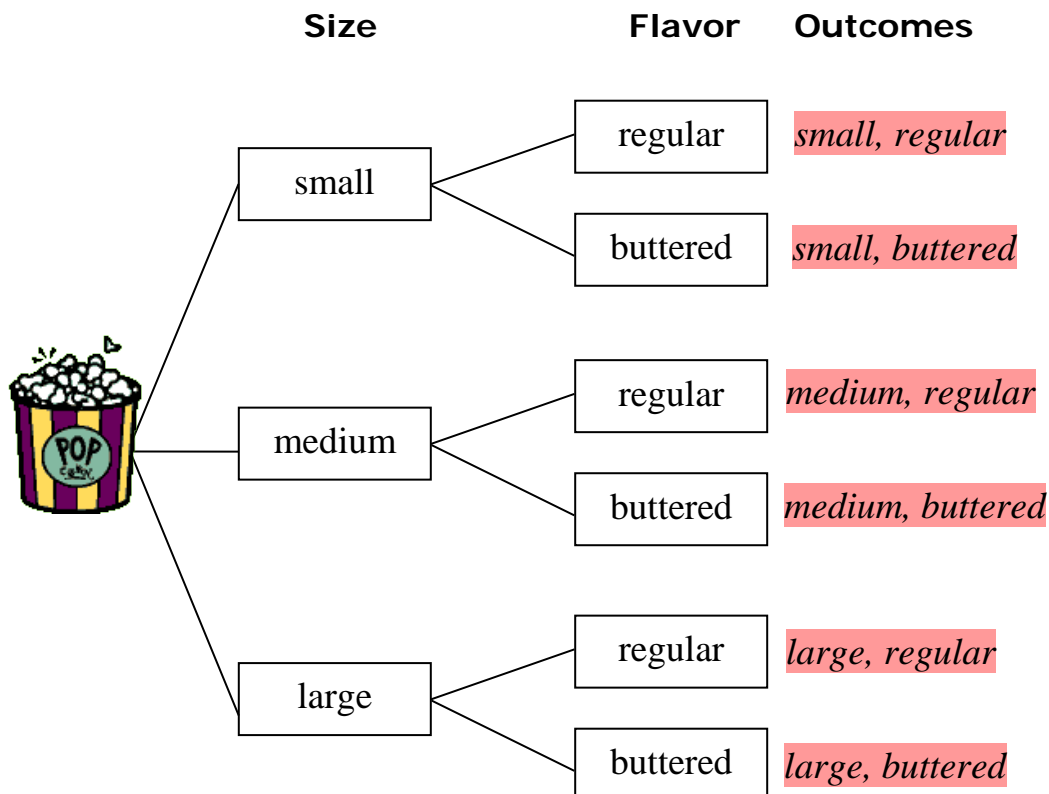 Size Flavor Outcomes
regular small, regular
small
buttered small, buttered
regular medium, regular
POP
medium
buttered medium, buttered
regular large, regular
large
buttered large, buttered